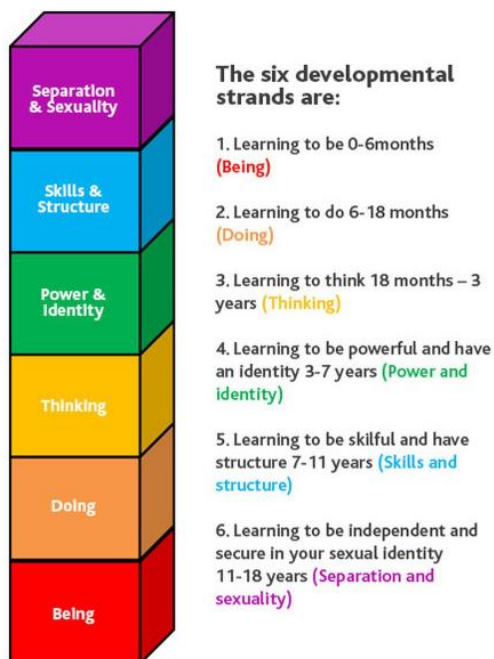 Separation
& Sexuality
Skills &
Structure
Power &
Identity
Thinking
Doing
Being
The six developmental
strands are:
1. Learning to be 0-6months
(Being)
2. Learning to do 6-18 months
(Doing)
3. Learning to think 18 months – 3
years (Thinking)
4. Learning to be powerful and have
an identity 3-7 years (Power and
identity)
5. Learning to be skilful and have
structure 7-11 years (Skills and
structure)
6. Learning to be independent and
secure in your sexual identity
11-18 years (Separation and
sexuality)